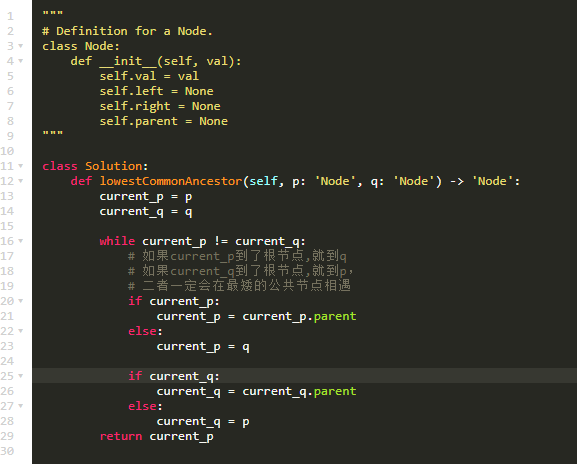 1 """
2 # Definition for a Node.
3 class Node:
4     def __init__(self, val):
5         self.val = val
6         self.left = None
7         self.right = None
8         self.parent = None
9 """
10
11 class Solution:
12     def lowestCommonAncestor(self, p: 'Node', q: 'Node') -> 'Node':
13         current_p = p
14         current_q = q
15
16         while current_p != current_q:
17             # 如果current_p到了根节点,就到q
18             # 如果current_q到了根节点,就到p，
19             # 二者一定会在最矮的公共节点相遇
20             if current_p:
21                 current_p = current_p.parent
22             else:
23                 current_p = q
24
25             if current_q:
26                 current_q = current_q.parent
27             else:
28                 current_q = p
29         return current_p
30